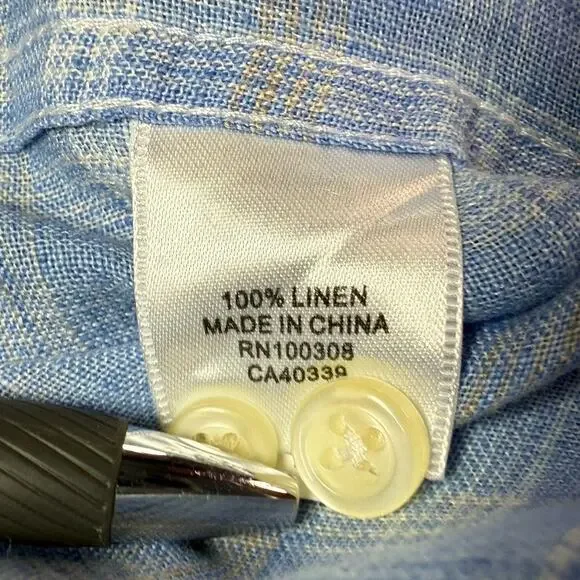 100% LINEN
MADE IN CHINA
RN100308
CA40339